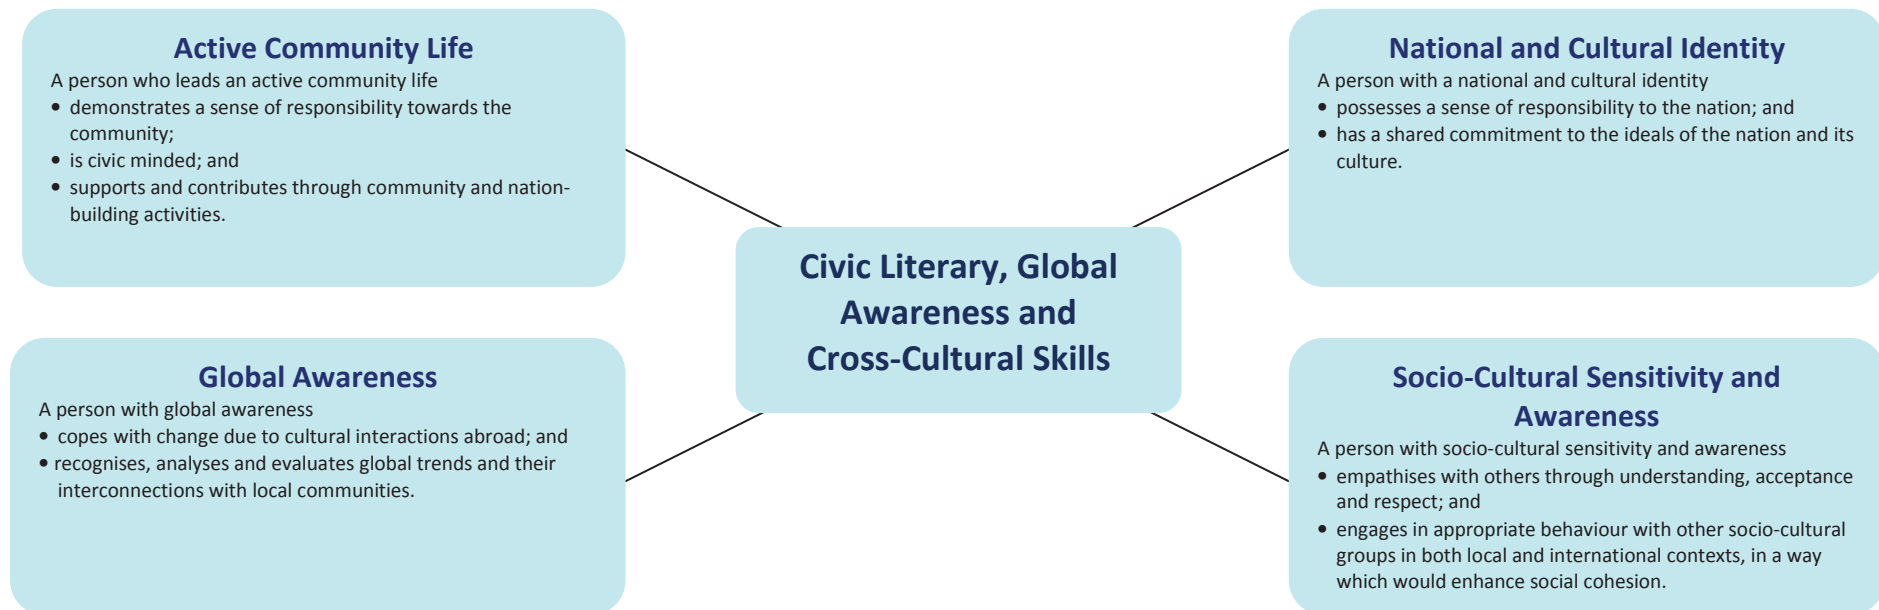 Active Community Life
A person who leads an active community life
• demonstrates a sense of responsibility towards the
community;
• is civic minded; and
• supports and contributes through community and nation-
building activities.
National and Cultural Identity
A person with a national and cultural identity
• possesses a sense of responsibility to the nation; and
• has a shared commitment to the ideals of the nation and its
culture.
Civic Literary, Global
Awareness and
Cross-Cultural Skills
Global Awareness
A person with global awareness
• copes with change due to cultural interactions abroad; and
• recognises, analyses and evaluates global trends and their
interconnections with local communities.
Socio-Cultural Sensitivity and
Awareness
A person with socio-cultural sensitivity and awareness
• empathises with others through understanding, acceptance
and respect; and
• engages in appropriate behaviour with other socio-cultural
groups in both local and international contexts, in a way
which would enhance social cohesion.